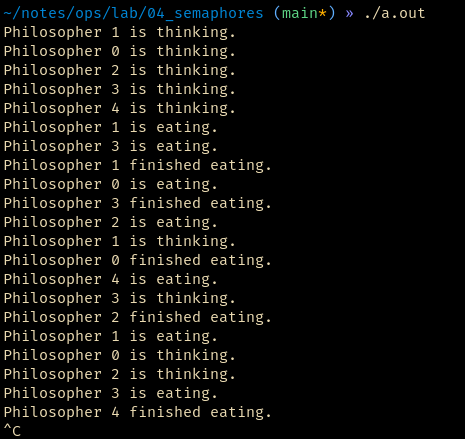 ~/notes/ops/lab/04_semaphores (main*) » ./a.out
Philosopher 1 is thinking.
Philosopher 0 is thinking.
Philosopher 2 is thinking.
Philosopher 3 is thinking.
Philosopher 4 is thinking.
Philosopher 1 is eating.
Philosopher 3 is eating.
Philosopher 1 finished eating.
Philosopher 0 is eating.
Philosopher 3 finished eating.
Philosopher 2 is eating.
Philosopher 1 is thinking.
Philosopher 0 finished eating.
Philosopher 4 is eating.
Philosopher 3 is thinking.
Philosopher 2 finished eating.
Philosopher 1 is eating.
Philosopher 0 is thinking.
Philosopher 2 is thinking.
Philosopher 3 is eating.
Philosopher 4 finished eating.
^C